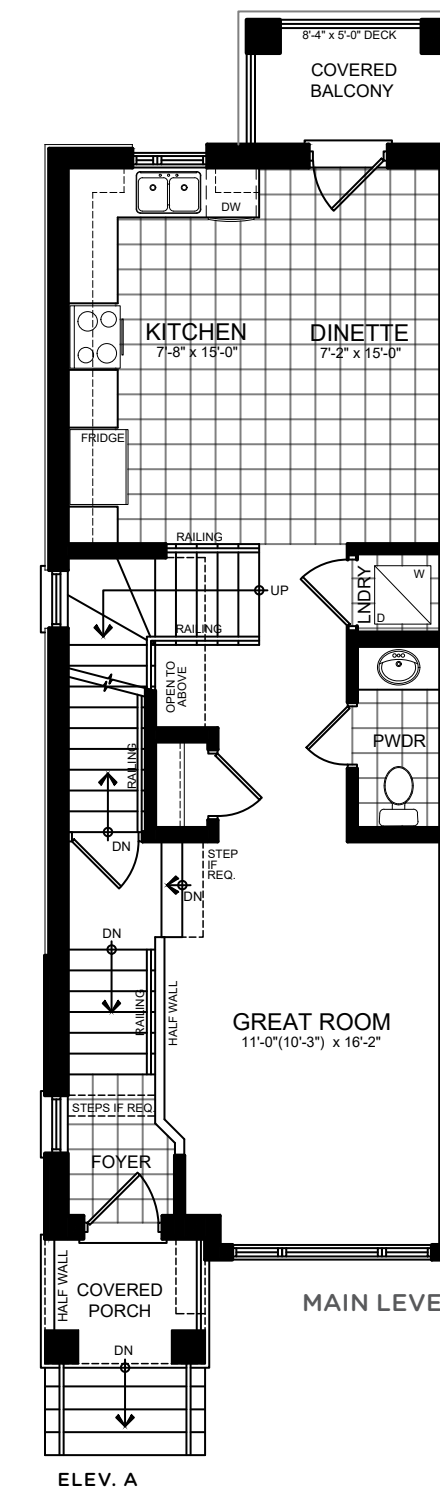 8'-4" x 5'-0" DECK
COVERED
BALCONY
DW
KITCHEN
7'-8" x 15'-0"
DINETTE
7'-2" x 15'-0"
FRIDGE
RAILING
UP
RAILING
LNDRY
W
D
OPEN TO
ABOVE
PWDR
RAILING
DN
STEP
IF
REQ.
DN
DN
RAILING
HALF WALL
GREAT ROOM
11'-0"(10'-3") x 16'-2"
STEPS IF REQ.
FOYER
HALF WALL
COVERED
PORCH
MAIN LEVE
DN
ELEV. A